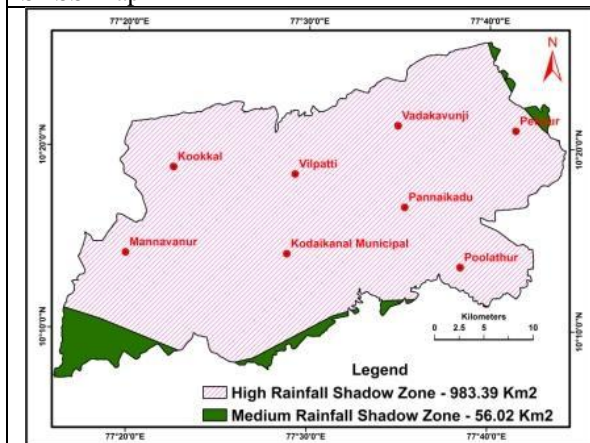 77°20'0"E 77°30'0"E 77°40'0"E
N
Vadakavunji
10°20'0"N
10°20'0"N
Kookkal
Vilpatti
Pannaikadu
Mannavanur
Kodaikanal Municipal
Poolathur
Kilometers
0 2.5 5 10
10°10'0"N
10°10'0"N
Legend
High Rainfall Shadow Zone - 983.39 Km2
Medium Rainfall Shadow Zone - 56.02 Km2
77°20'0"E 77°30'0"E 77°40'0"E